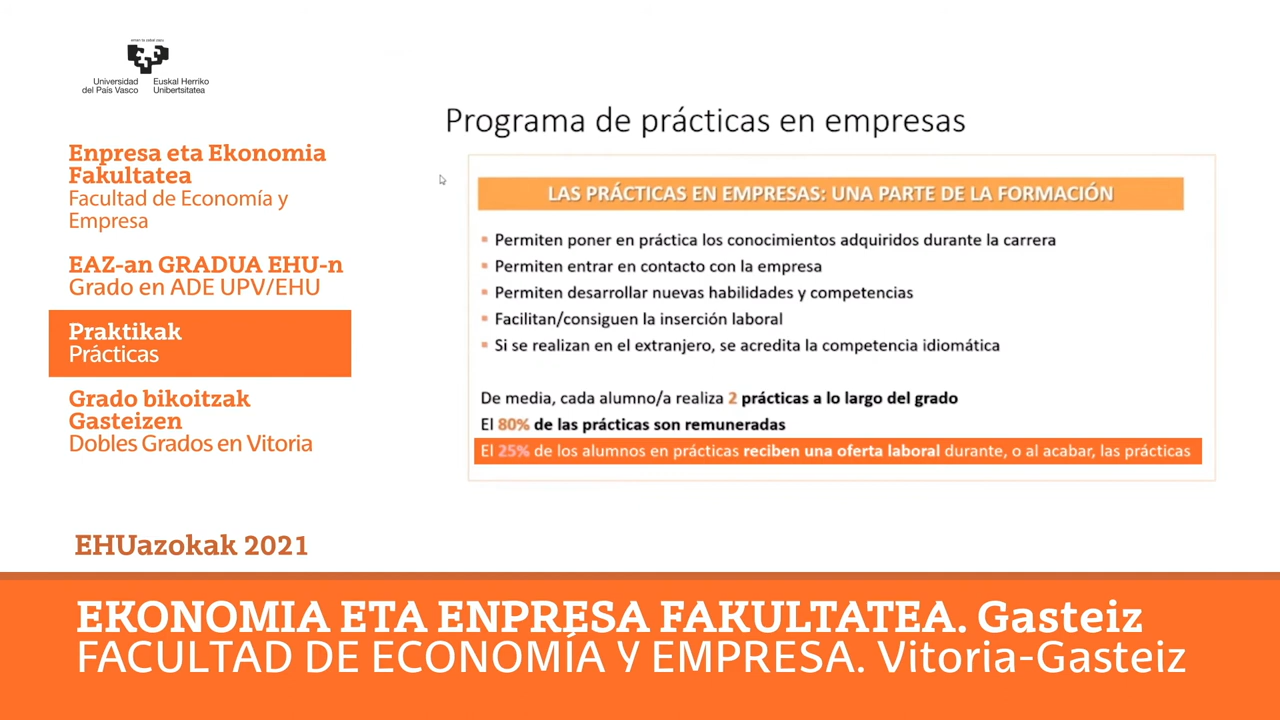 Universidad del País Vasco
Euskal Herriko Unibertsitatea
Enpresa eta Ekonomia
Fakultatea
Facultad de Economía y
Empresa
EAZ-an GRADUA EHU-n
Grado en ADE UPV/EHU
Praktikak
Prácticas
Grado bikoitzak
Gasteizen
Dobles Grados en Vitoria
EHUazokak 2021
Programa de prácticas en empresas
LAS PRÁCTICAS EN EMPRESAS: UNA PARTE DE LA FORMACIÓN
▪ Permiten poner en práctica los conocimientos adquiridos durante la carrera
▪ Permiten entrar en contacto con la empresa
▪ Permiten desarrollar nuevas habilidades y competencias
▪ Facilitan/consiguen la inserción laboral
▪ Si se realizan en el extranjero, se acredita la competencia idiomática
De media, cada alumno/a realiza 2 prácticas a lo largo del grado
El 80% de las prácticas son remuneradas
El 25% de los alumnos en prácticas reciben una oferta laboral durante, o al acabar, las prácticas
EKONOMIA ETA ENPRESA FAKULTATEA. Gasteiz
FACULTAD DE ECONOMÍA Y EMPRESA. Vitoria-Gasteiz